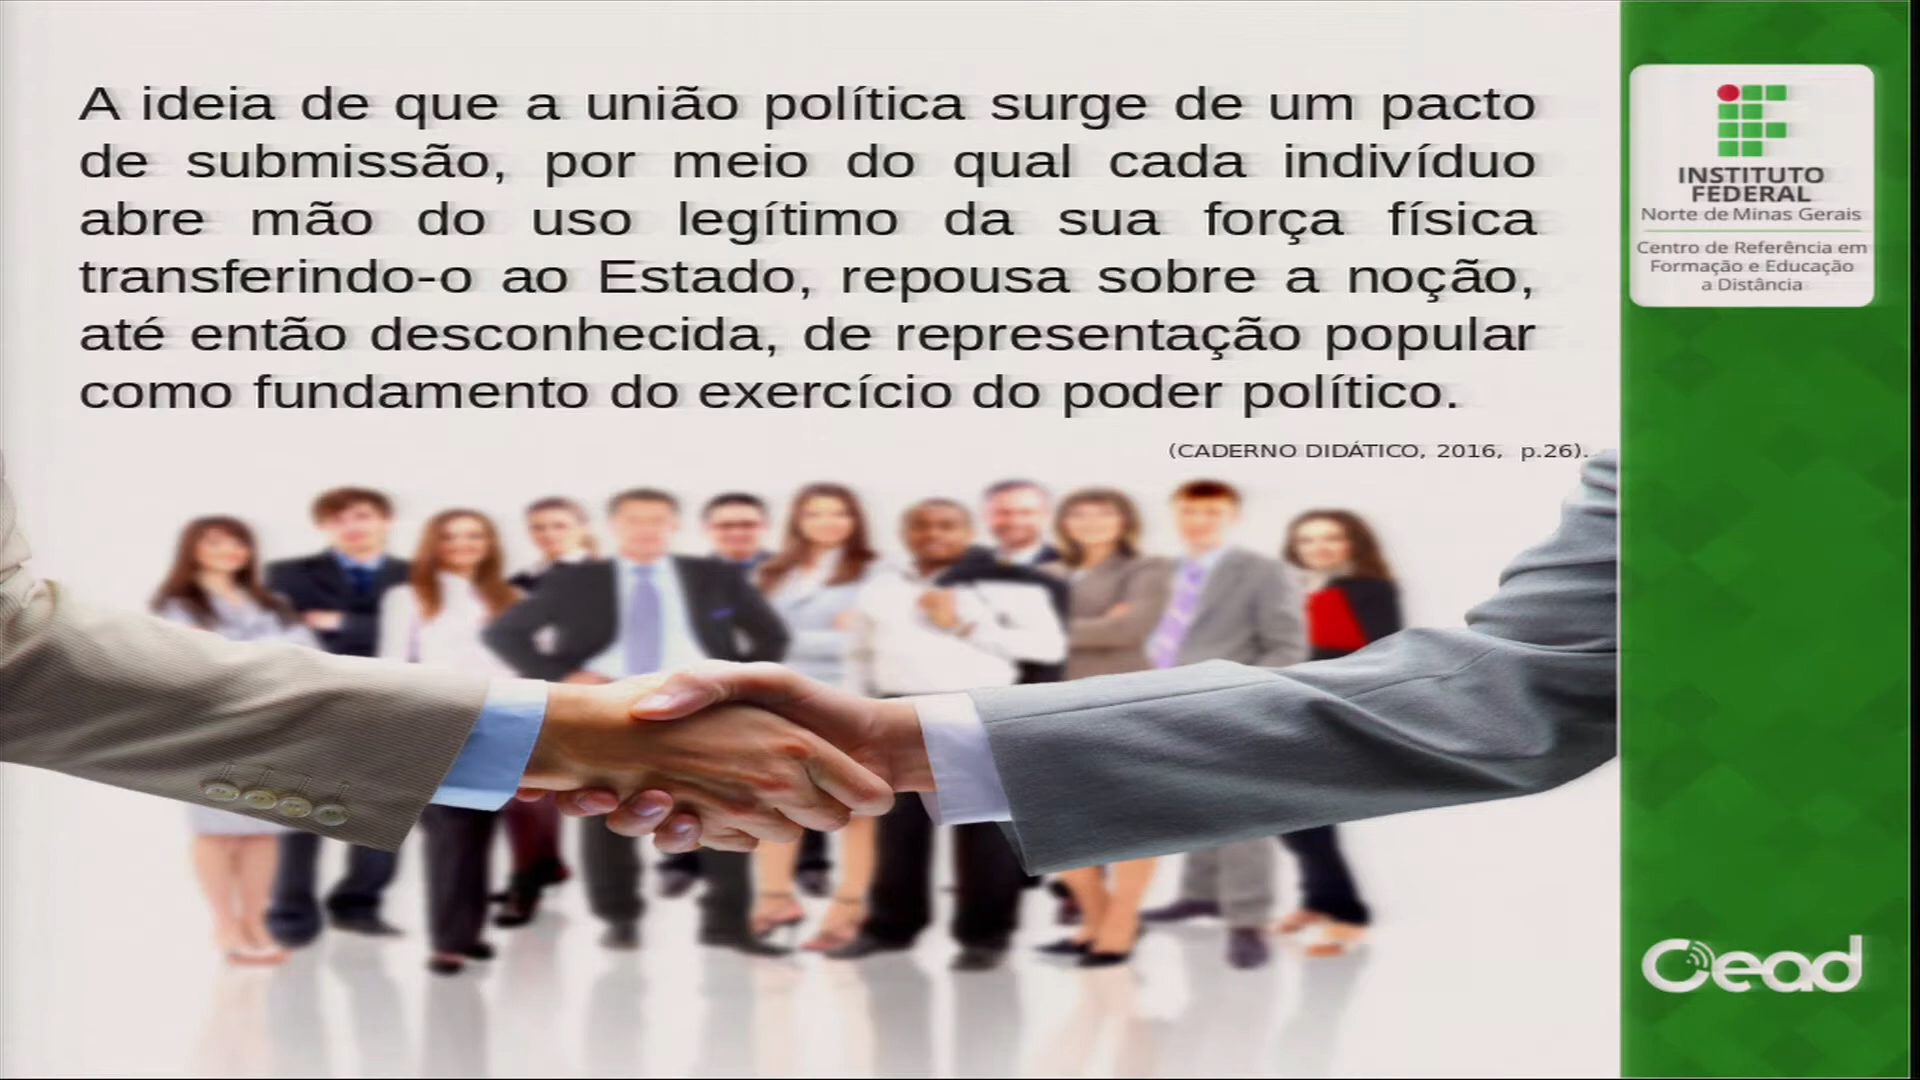 A ideia de que a união política surge de um pacto
de submissão, por meio do qual cada indivíduo
abre mão do uso legítimo da sua força física
transferindo-o ao Estado, repousa sobre a noção,
até então desconhecida, de representação popular
como fundamento do exercício do poder político.
(CADERNO DIDÁTICO, 2016, p.26).
INSTITUTO
FEDERAL
Norte de Minas Gerais
Centro de Referência em
Formação e Educação
a Distância
Cead